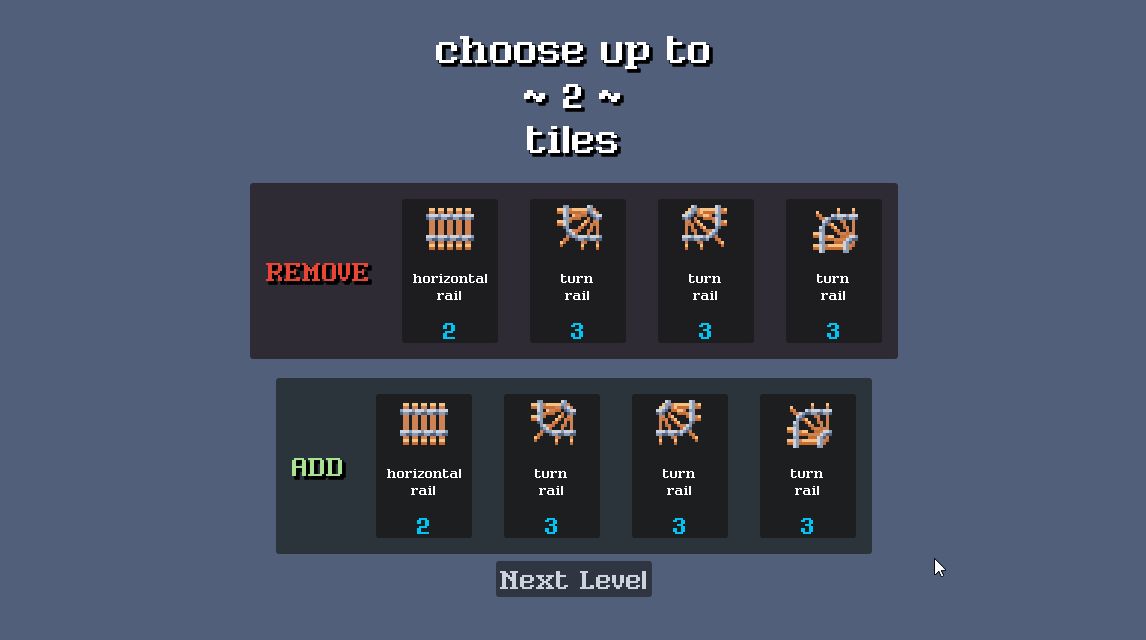 choose up to
~ 2 ~
tiles
REMOVE
horizontal
rail
2
turn
rail
3
turn
rail
3
turn
rail
3
ADD
horizontal
rail
2
turn
rail
3
turn
rail
3
turn
rail
3
Next Level